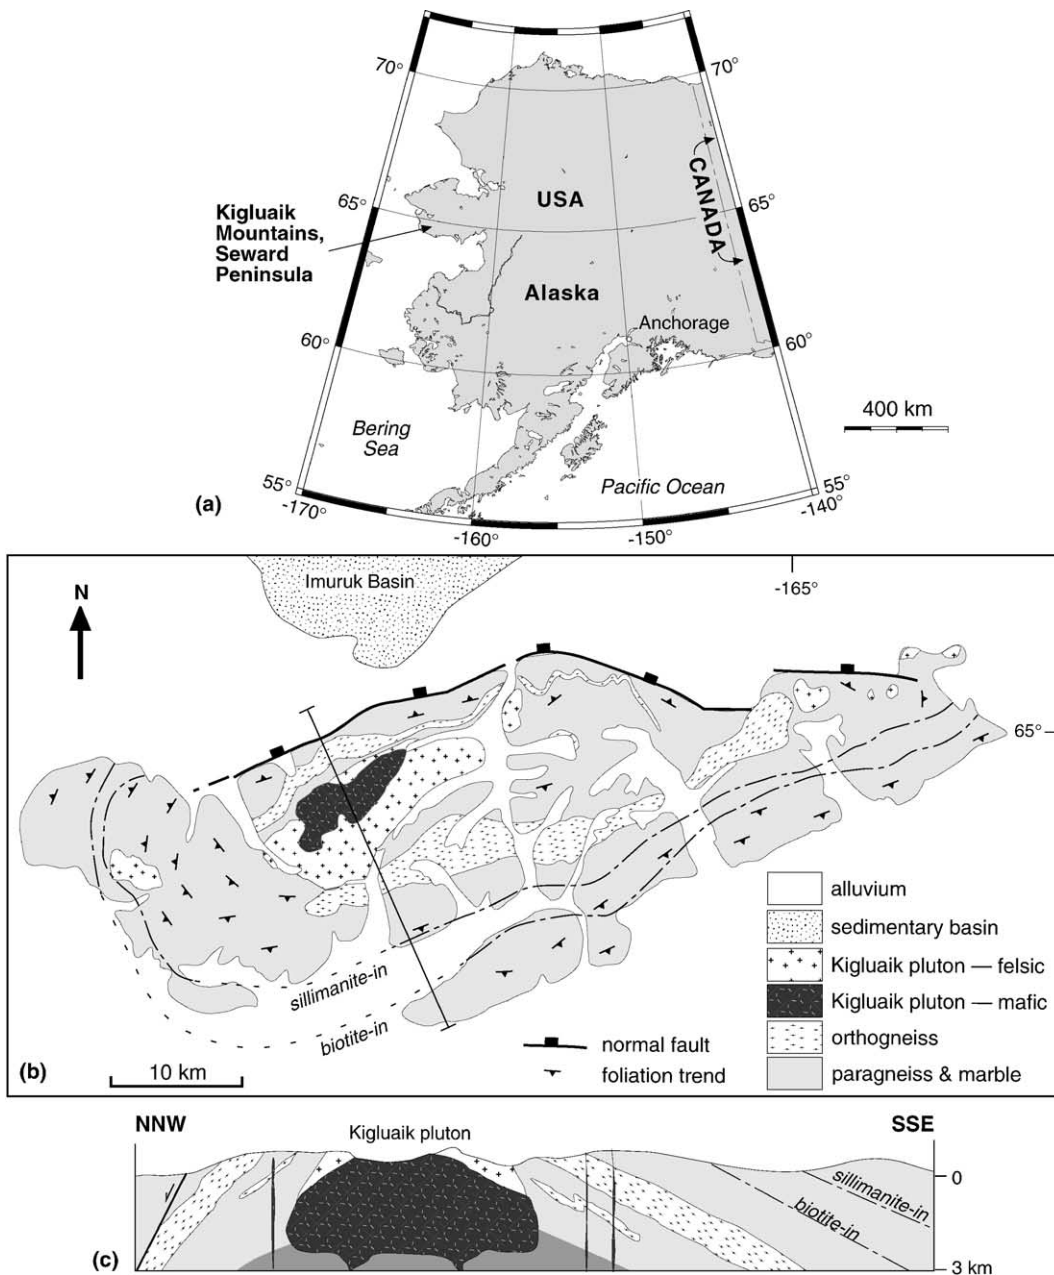 70°
70°
65°
65°
60°
60°
55°
55°
-170°
-160°
-150°
-140°
CANADA
USA
Kigluaik
Mountains,
Seward
Peninsula
Alaska
Anchorage
400 km
Bering
Sea
Pacific Ocean
(a)
N
Imuruk Basin
-165°
65°
sillimanite-in
biotite-in
alluvium
sedimentary basin
Kigluaik pluton — felsic
Kigluaik pluton — mafic
orthogneiss
paragneiss & marble
normal fault
foliation trend
(b)
10 km
NNW
SSE
Kigluaik pluton
0
sillimanite-in
biotite-in
3 km
(c)